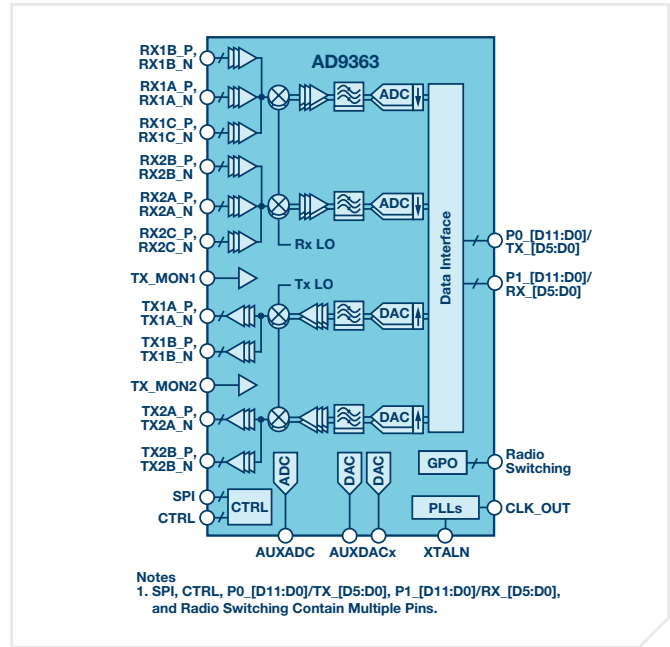 AD9363
RX1B_P,
RX1B_N
RX1A_P,
RX1A_N
RX1C_P,
RX1C_N
RX2B_P,
RX2B_N
RX2A_P,
RX2A_N
RX2C_P,
RX2C_N
TX_MON1
TX1A_P,
TX1A_N
TX1B_P,
TX1B_N
TX_MON2
TX2A_P,
TX2A_N
TX2B_P,
TX2B_N
SPI
CTRL
CTRL
ADC
ADC
Rx LO
Tx LO
DAC
DAC
Data Interface
P0_[D11:D0]/
TX_[D5:D0]
P1_[D11:D0]/
RX_[D5:D0]
ADC
DAC
DAC
GPO
Radio
Switching
PLLs
CLK_OUT
AUXADC
AUXDACx
XTALN
Notes
1. SPI, CTRL, P0_[D11:D0]/TX_[D5:D0], P1_[D11:D0]/RX_[D5:D0],
and Radio Switching Contain Multiple Pins.